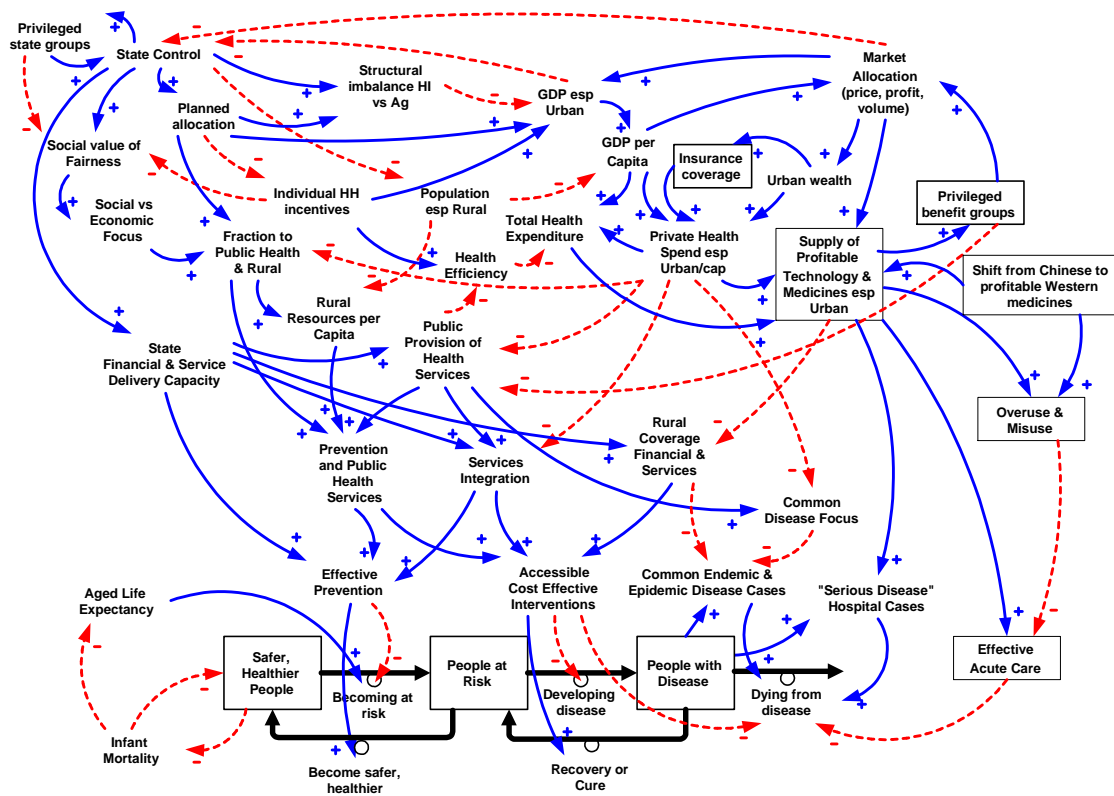 Privileged
state groups
State Control
Structural
imbalance HI
vs Ag
GDP esp
Urban
Market
Allocation
(price, profit,
volume)
Planned
allocation
Social value of
Fairness
GDP per
Capita
Insurance
coverage
Urban wealth
Individual HH
incentives
Population
esp Rural
Privileged
benefit groups
Social vs
Economic
Focus
Total Health
Expenditure
Fraction to
Public Health
& Rural
Private Health
Spend esp
Urban/cap
Supply of
Profitable
Technology &
Medicines esp
Urban
Health
Efficiency
Shift from Chinese to
profitable Western
medicines
Rural
Resources per
Capita
Public
Provision of
Health
Services
State
Financial & Service
Delivery Capacity
Overuse &
Misuse
Rural
Coverage
Financial &
Services
Prevention
and Public
Health
Services
Services
Integration
Common
Disease Focus
Effective
Prevention
Accessible
Cost Effective
Interventions
Common Endemic &
Epidemic Disease Cases
"Serious Disease"
Hospital Cases
Aged Life
Expectancy
Effective
Acute Care
Safer,
Healthier
People
People at
Risk
People with
Disease
Becoming at
risk
Developing
disease
Dying from
disease
Infant
Mortality
Become safer,
healthier
Recovery or
Cure